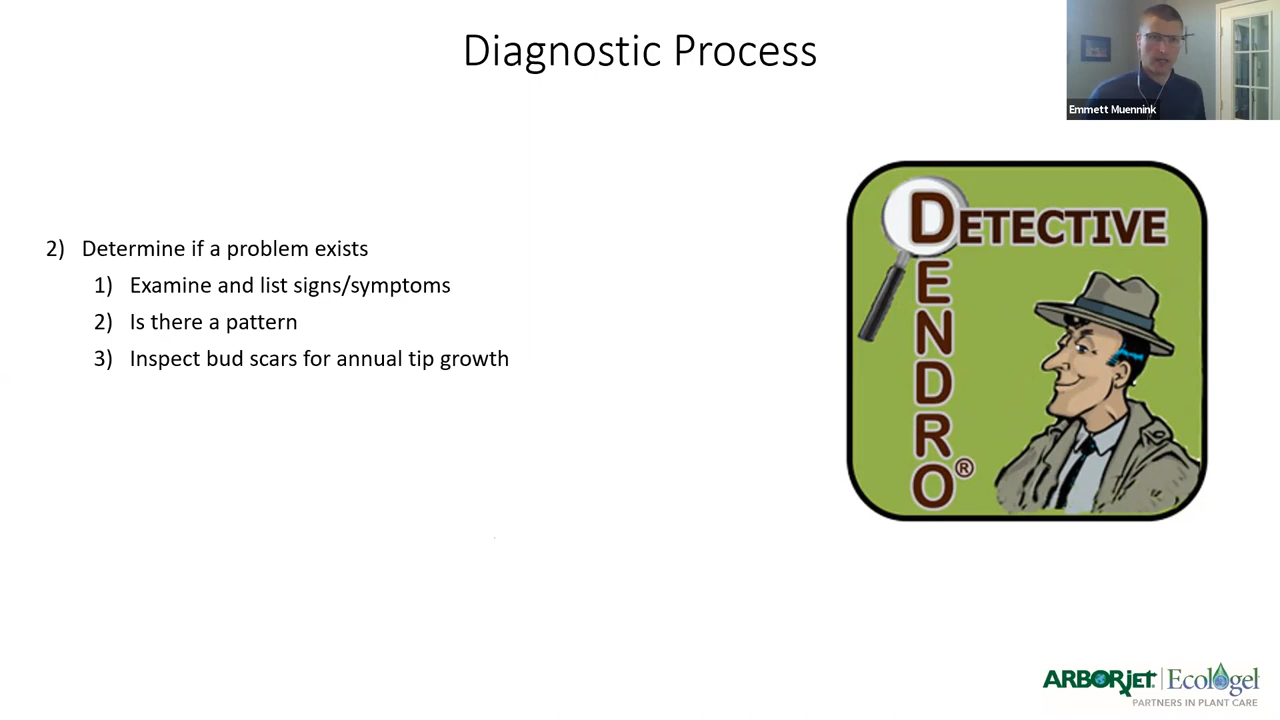 Diagnostic Process
Emmett Muennink
2) Determine if a problem exists
1) Examine and list signs/symptoms
2) Is there a pattern
3) Inspect bud scars for annual tip growth
DETECTIVE
DENDRO®
ARBORjET® | Ecologel
PARTNERS IN PLANT CARE